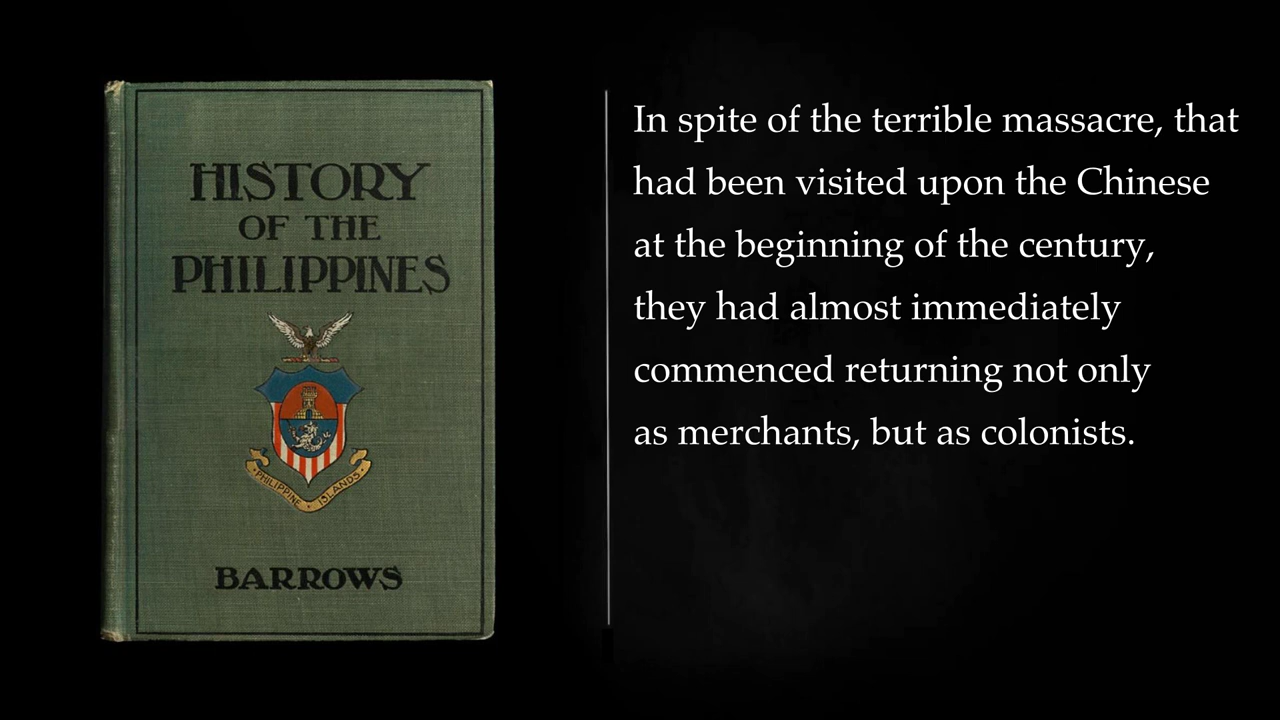 HISTORY
OF THE
PHILIPPINES
PHILIPPINE ISLANDS
BARROWS
In spite of the terrible massacre, that
had been visited upon the Chinese
at the beginning of the century,
they had almost immediately
commenced returning not only
as merchants, but as colonists.